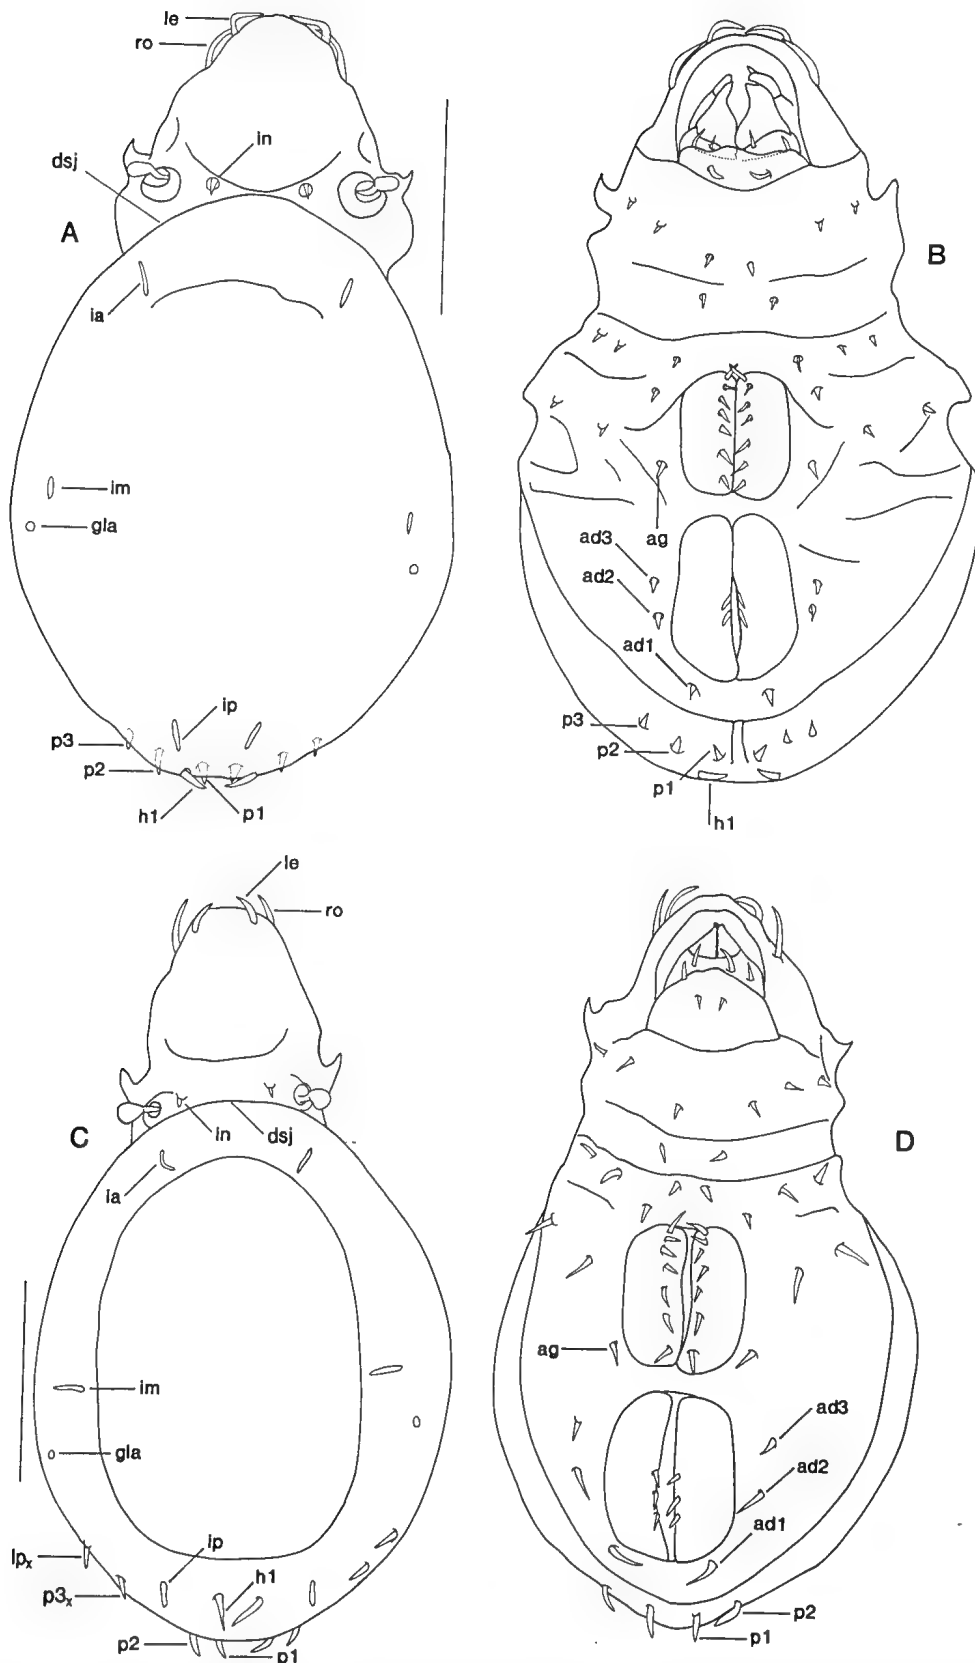 le
ro
in
dsj
A
B
ia
im
gla
ag
ad3
ad2
ad1
ip
p3
p2
h1
p1
p3
p2
p1
h1
le
ro
in
dsj
C
D
ia
ag
im
gla
ad3
ad2
ad1
lpx
p3x
ip
h1
p2
p1
p2
p1